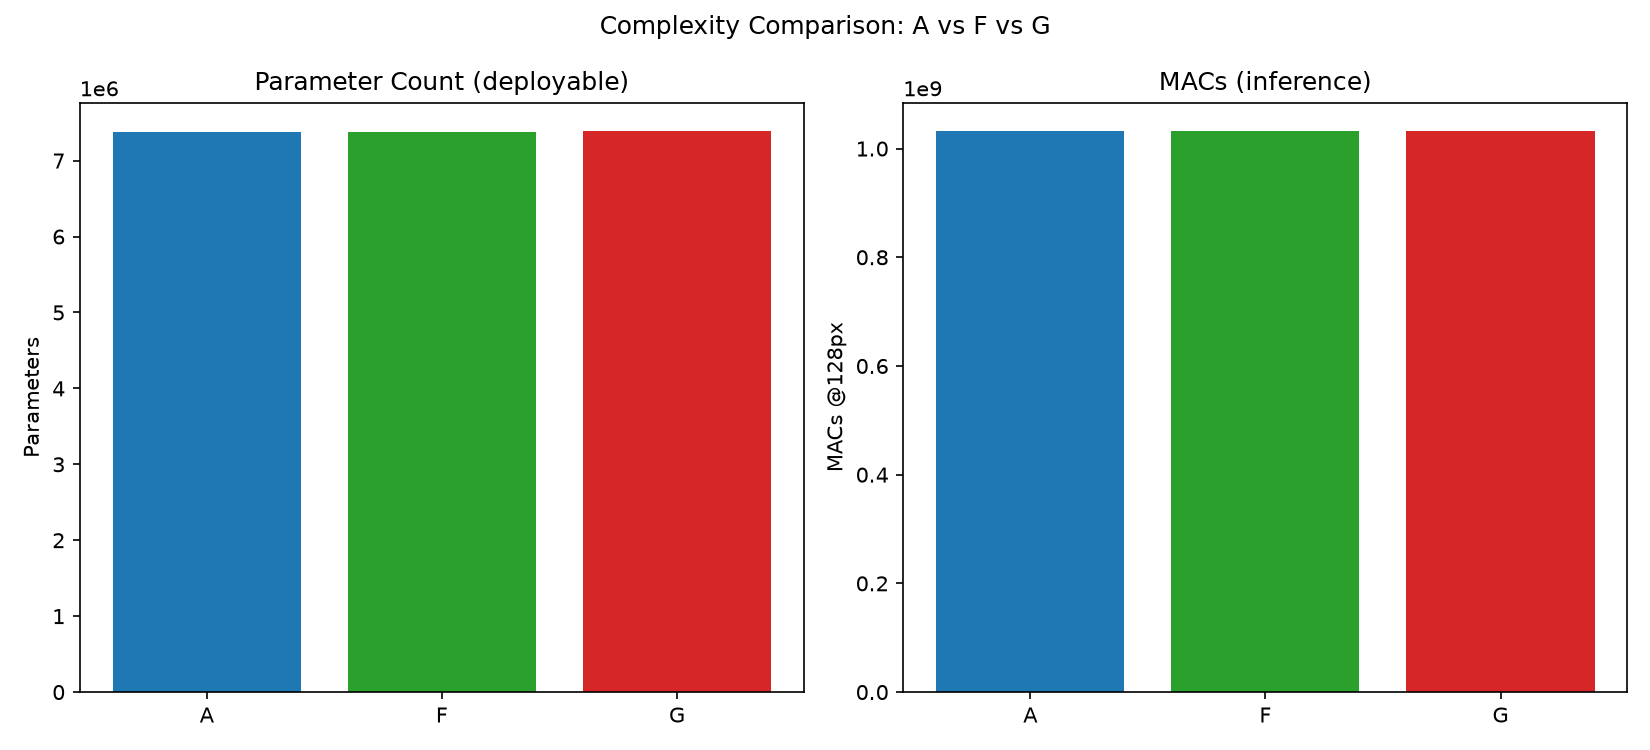 Complexity Comparison: A vs F vs G
Parameter Count (deployable)
1e6
7
6
5
4
3
2
1
0
Parameters
A F G
MACs (inference)
1e9
1.0
0.8
0.6
0.4
0.2
0.0
MACs @128px
A F G